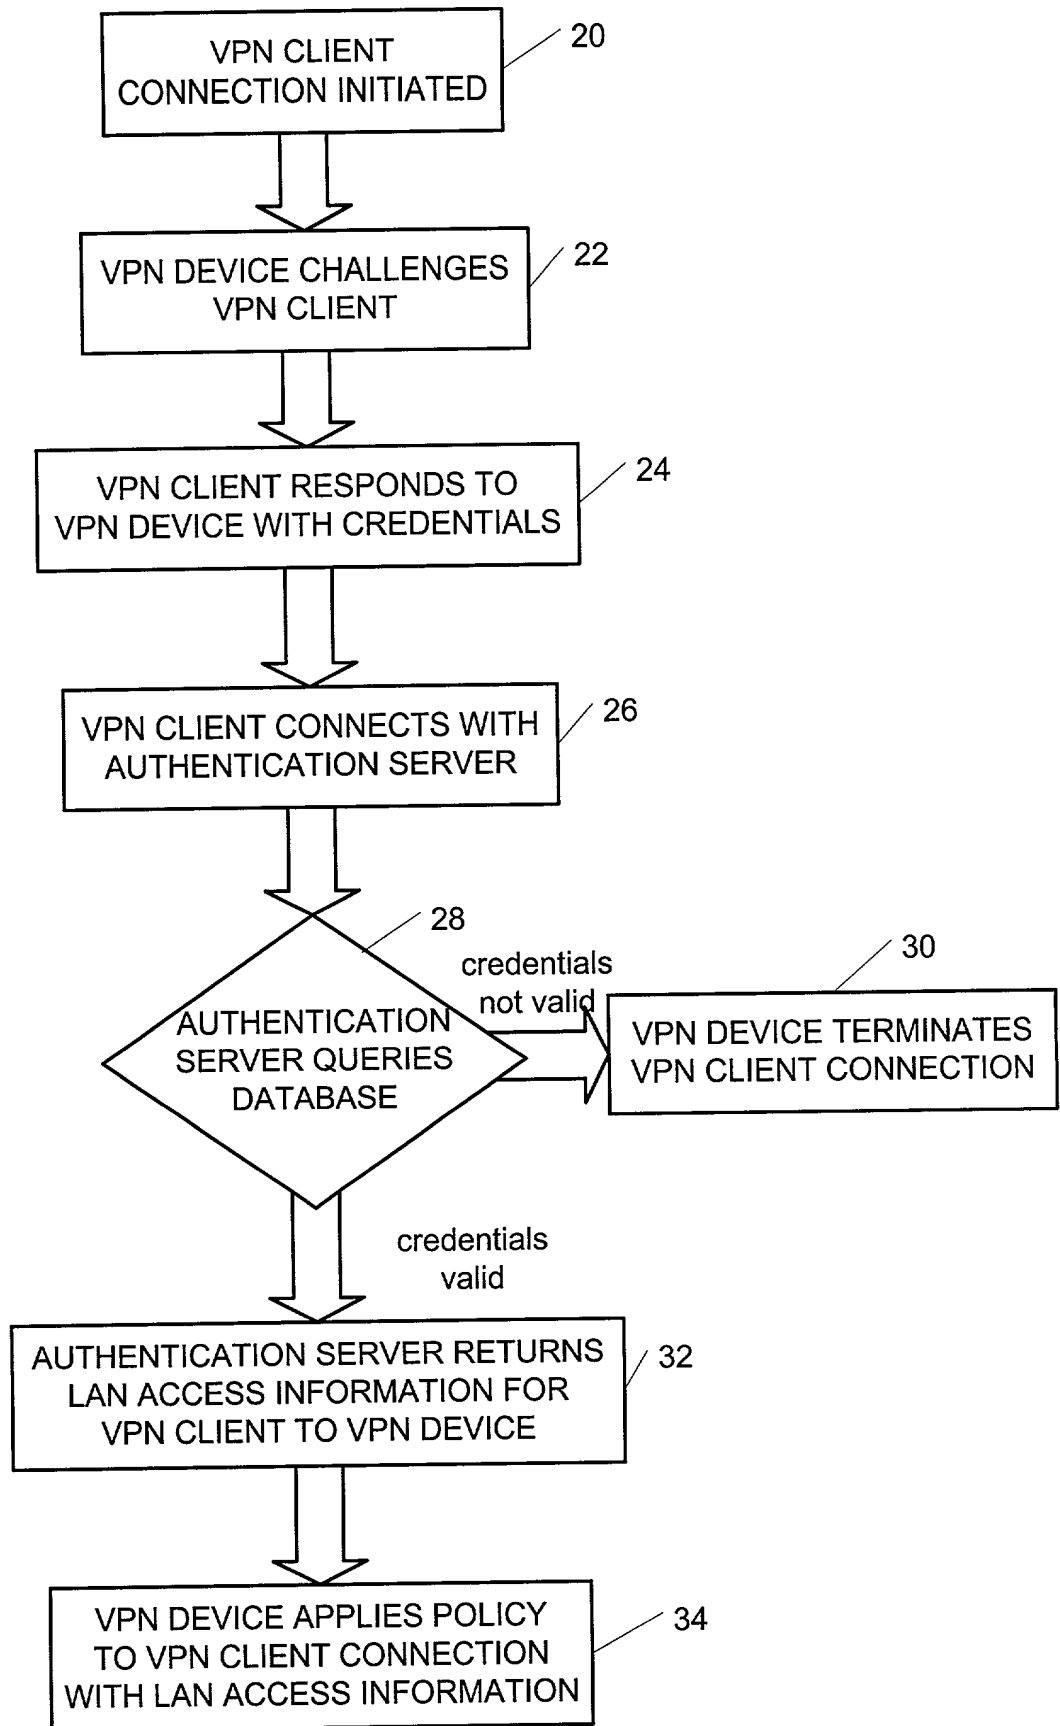 VPN CLIENT
CONNECTION INITIATED
20
VPN DEVICE CHALLENGES
VPN CLIENT
22
VPN CLIENT RESPONDS TO
VPN DEVICE WITH CREDENTIALS
24
VPN CLIENT CONNECTS WITH
AUTHENTICATION SERVER
26
28
AUTHENTICATION
SERVER QUERIES
DATABASE
credentials
not valid
30
VPN DEVICE TERMINATES
VPN CLIENT CONNECTION
credentials
valid
AUTHENTICATION SERVER RETURNS
LAN ACCESS INFORMATION FOR
VPN CLIENT TO VPN DEVICE
32
VPN DEVICE APPLIES POLICY
TO VPN CLIENT CONNECTION
WITH LAN ACCESS INFORMATION
34